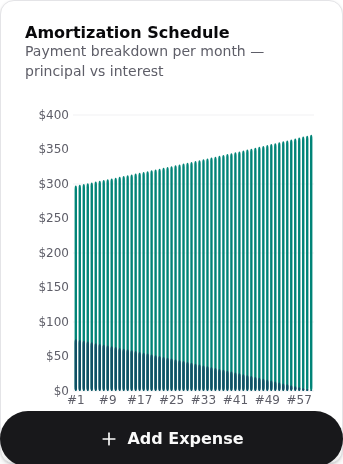 Amortization Schedule
Payment breakdown per month —
principal vs interest
$400
$350
$300
$250
$200
$150
$100
$50
$0
#1 #9 #17 #25 #33 #41 #49 #57
+ Add Expense